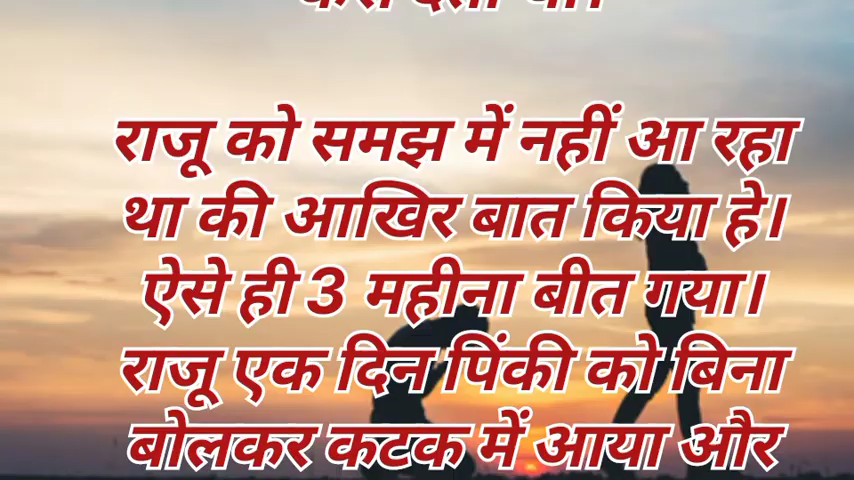 राजू को समझ में नहीं आ रहा
था की आखिर बात किया हे।
ऐसे ही 3 महीना बीत गया।
राजू एक दिन पिंकी को बिना
बोलकर कटक में आया और